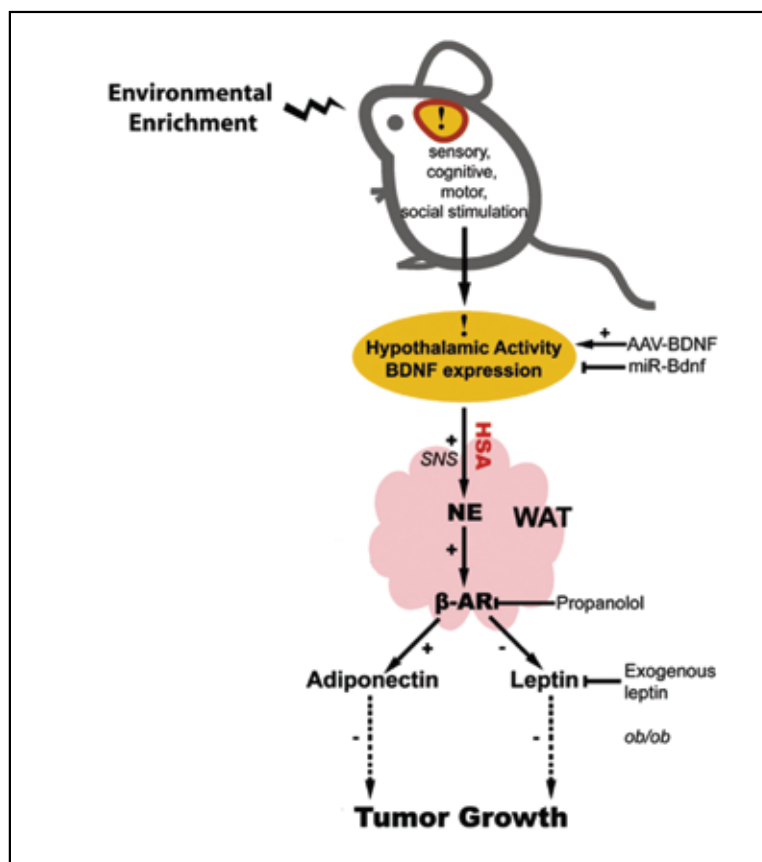 Environmental
Enrichment
!
sensory,
cognitive,
motor,
social stimulation
!
Hypothalamic Activity
BDNF expression
+
AAV-BDNF
miR-Bdnf
+
SNS
HSA
NE
WAT
+
β-AR
Propanolol
+
-
Adiponectin
Leptin
Exogenous
leptin
-
-
ob/ob
Tumor Growth